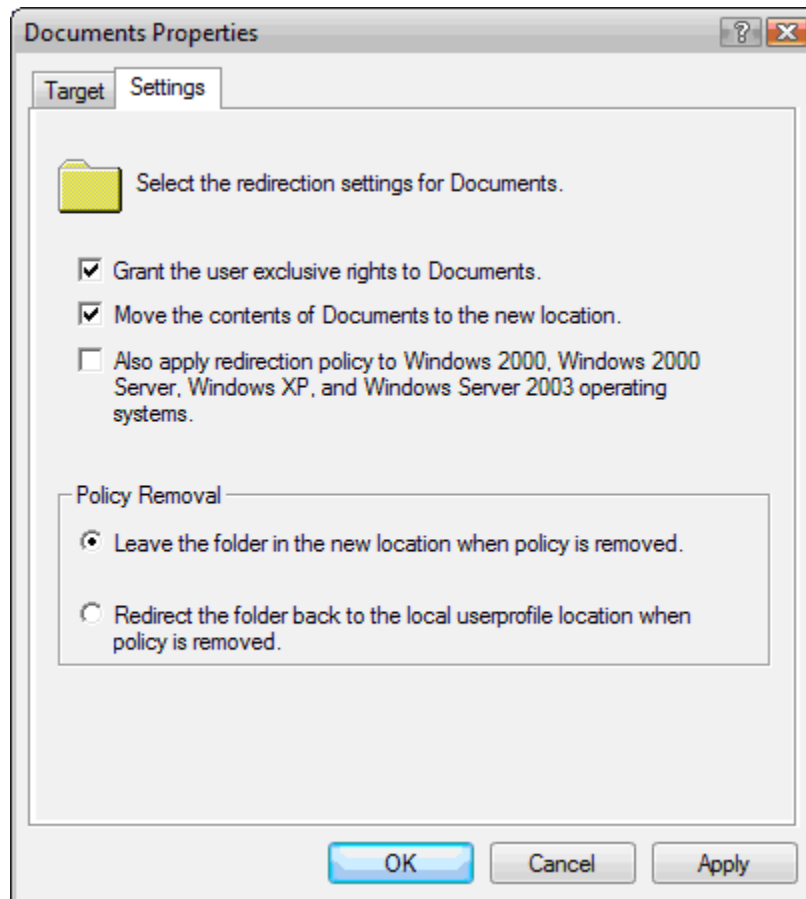 Documents Properties
Target
Settings
Select the redirection settings for Documents.
Grant the user exclusive rights to Documents.
Move the contents of Documents to the new location.
Also apply redirection policy to Windows 2000, Windows 2000
Server, Windows XP, and Windows Server 2003 operating
systems.
Policy Removal
Leave the folder in the new location when policy is removed.
Redirect the folder back to the local userprofile location when
policy is removed.
OK
Cancel
Apply